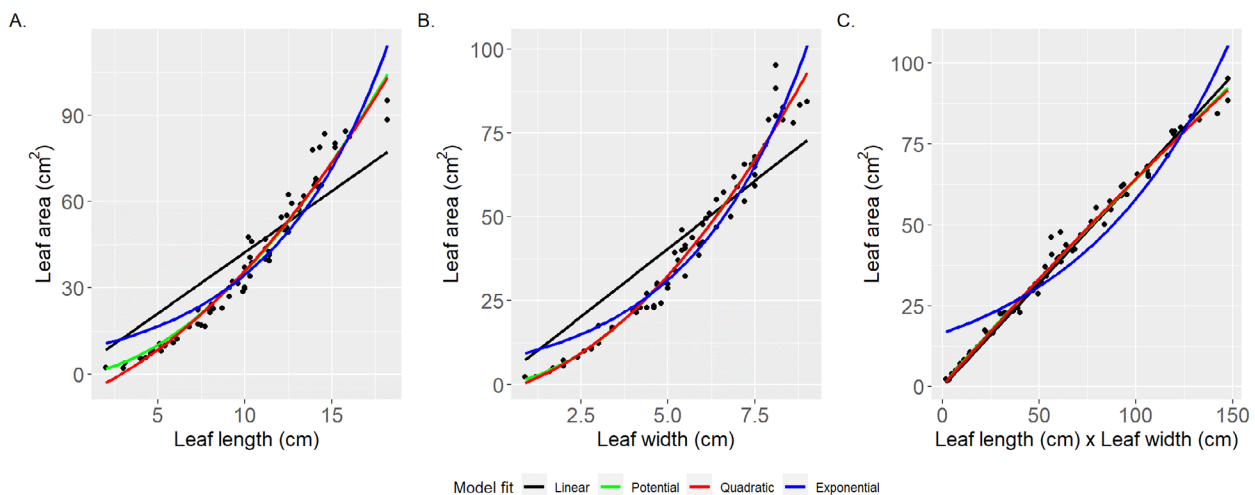 A.
B.
C.
Leaf area (cm²)
90
60
30
0
5
10
15
Leaf length (cm)
Leaf area (cm²)
100
75
50
25
0
2.5
5.0
7.5
Leaf width (cm)
Leaf area (cm²)
100
75
50
25
0
0
50
100
150
Leaf length (cm) x Leaf width (cm)
Model fit Linear Potential Quadratic Exponential